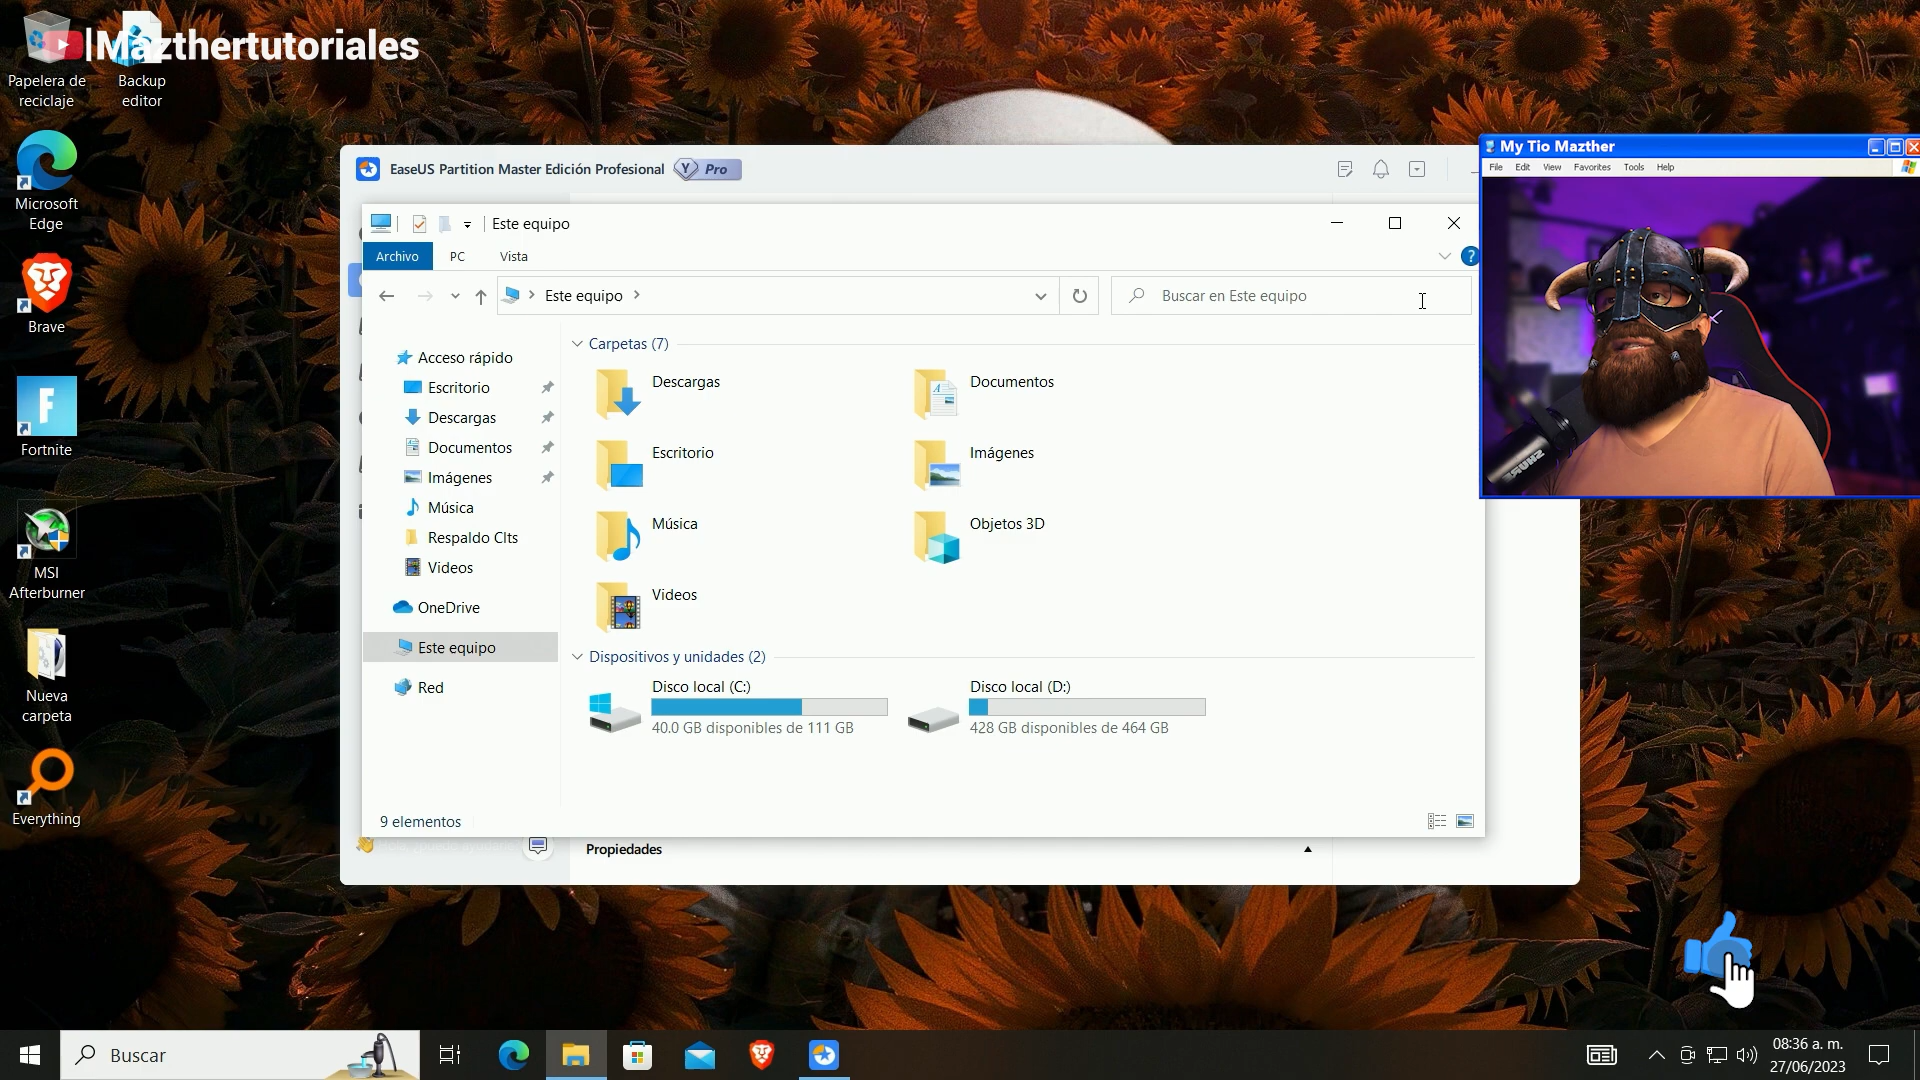 |Mazthertutoriales
Papelera de
reciclaje
Backup
editor
Microsoft
Edge
Brave
Fortnite
MSI
Afterburner
Nueva
carpeta
Everything
EaseUS Partition Master Edición Profesional
Y Pro
Este equipo
Archivo
PC
Vista
?
Este equipo
Buscar en Este equipo
Acceso rápido
Escritorio
Descargas
Documentos
Imágenes
Música
Respaldo Clts
Videos
OneDrive
Este equipo
Red
Carpetas (7)
Descargas
Documentos
Escritorio
Imágenes
Música
Objetos 3D
Videos
Dispositivos y unidades (2)
Disco local (C:)
40.0 GB disponibles de 111 GB
Disco local (D:)
428 GB disponibles de 464 GB
9 elementos
Propiedades
My Tio Mazther
File Edit View Favorites Tools Help
SHURE
Buscar
08:36 a. m.
27/06/2023